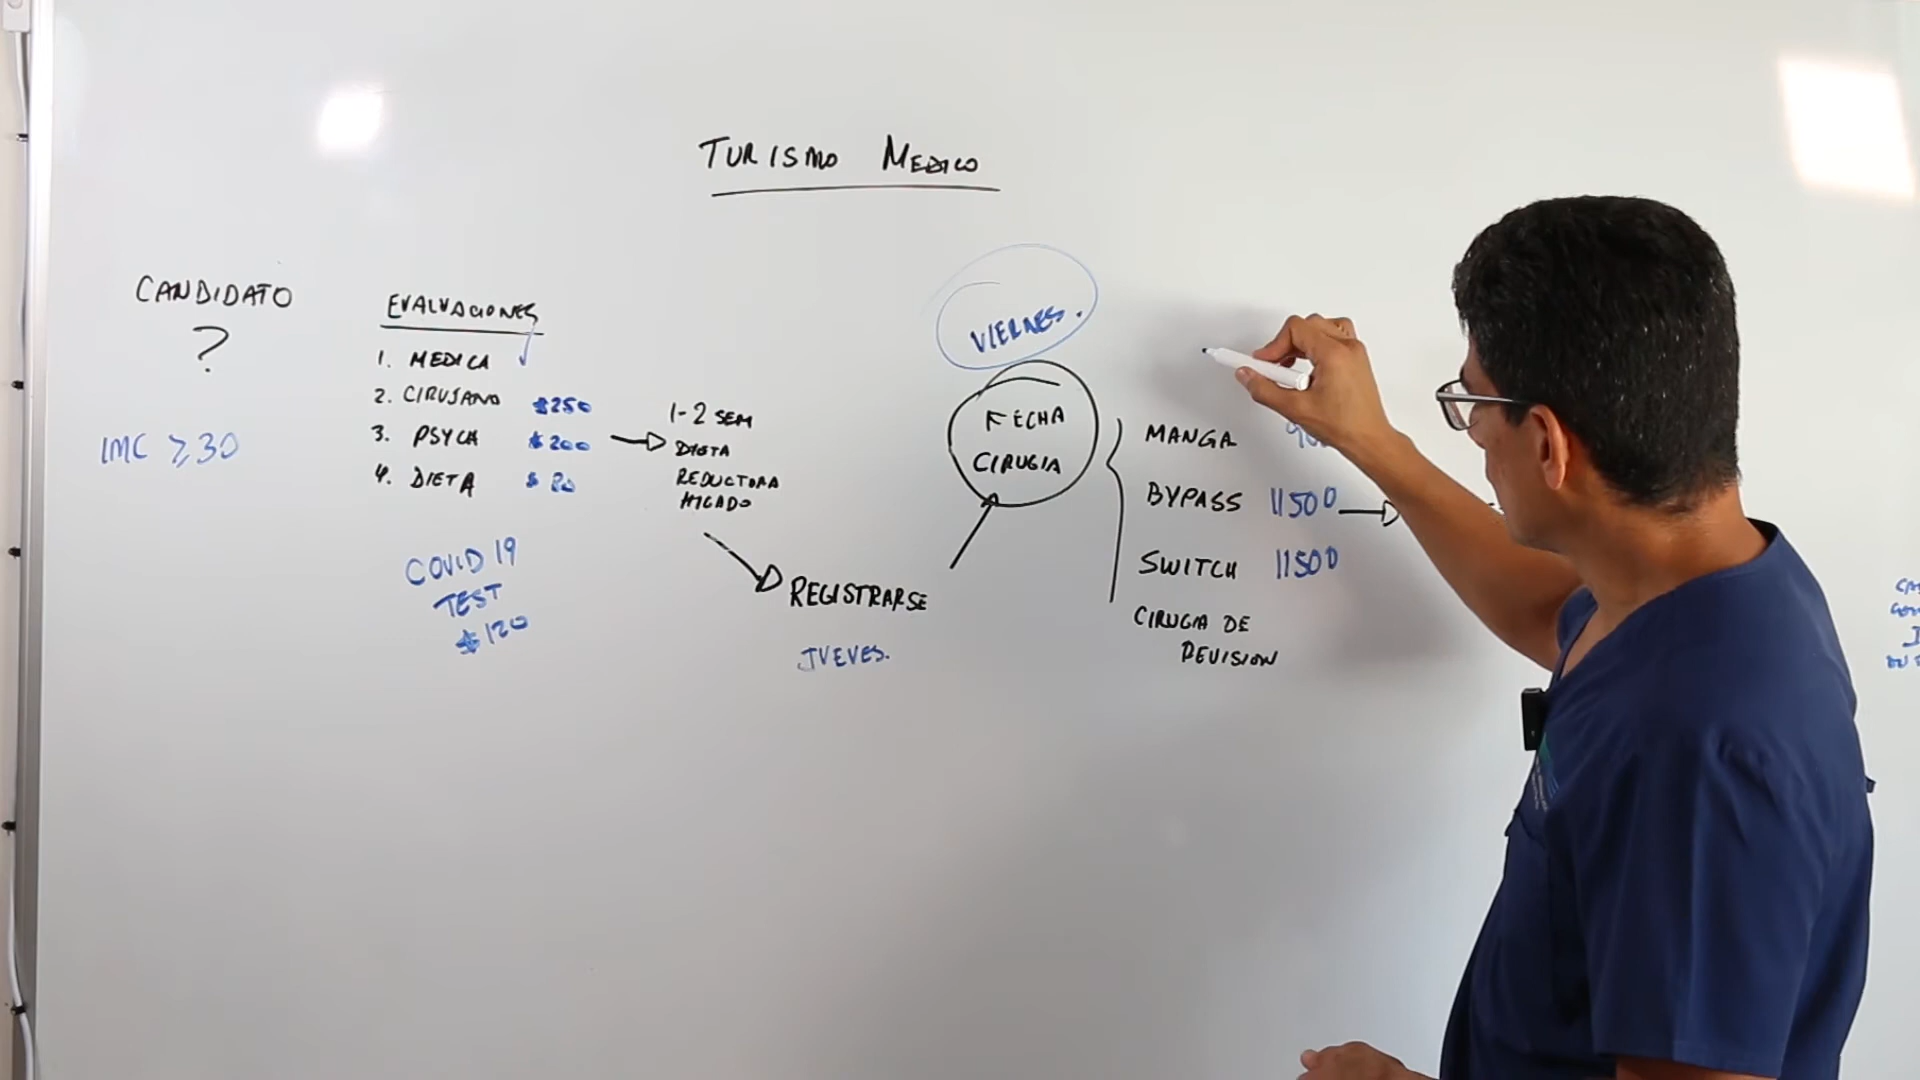 TURISMO MEDICO
CANDIDATO
?
IMC ≥30
EVALUACIONES
1. MEDICA ✓
2. CIRUJANO $250
3. PSYCH $200
4. DIETA $80
COVID 19
TEST
$120
1-2 SEM
DIETA
REDUCTORA
HIGADO
REGISTRARSE
JUEVES.
VIERNES.
FECHA
CIRUGIA
MANGA
BYPASS 11500
SWITCH 11500
CIRUGIA DE
REVISION